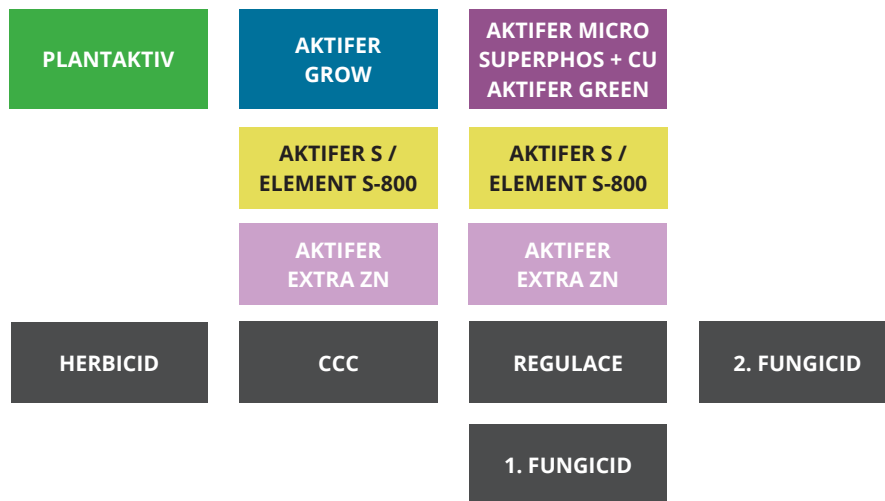 PLANTAKTIV
AKTIFER
GROW
AKTIFER MICRO
SUPERPHOS + CU
AKTIFER GREEN
AKTIFER S /
ELEMENT S-800
AKTIFER S /
ELEMENT S-800
AKTIFER
EXTRA ZN
AKTIFER
EXTRA ZN
HERBICID
CCC
REGULACE
2. FUNGICID
1. FUNGICID